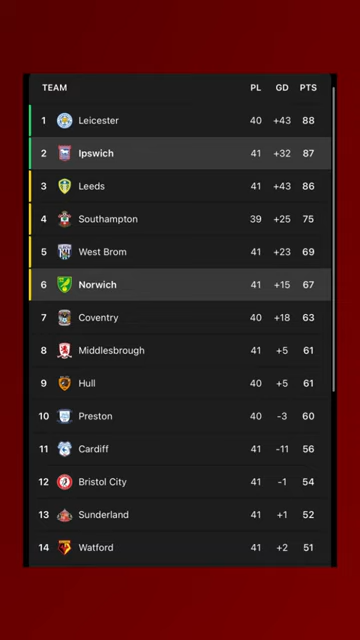 TEAM PL GD PTS
1 Leicester 40 +43 88
2 Ipswich 41 +32 87
3 Leeds 41 +43 86
4 Southampton 39 +25 75
5 West Brom 41 +23 69
6 Norwich 41 +15 67
7 Coventry 40 +18 63
8 Middlesbrough 41 +5 61
9 Hull 40 +5 61
10 Preston 40 -3 60
11 Cardiff 41 -11 56
12 Bristol City 41 -1 54
13 Sunderland 41 +1 52
14 Watford 41 +2 51